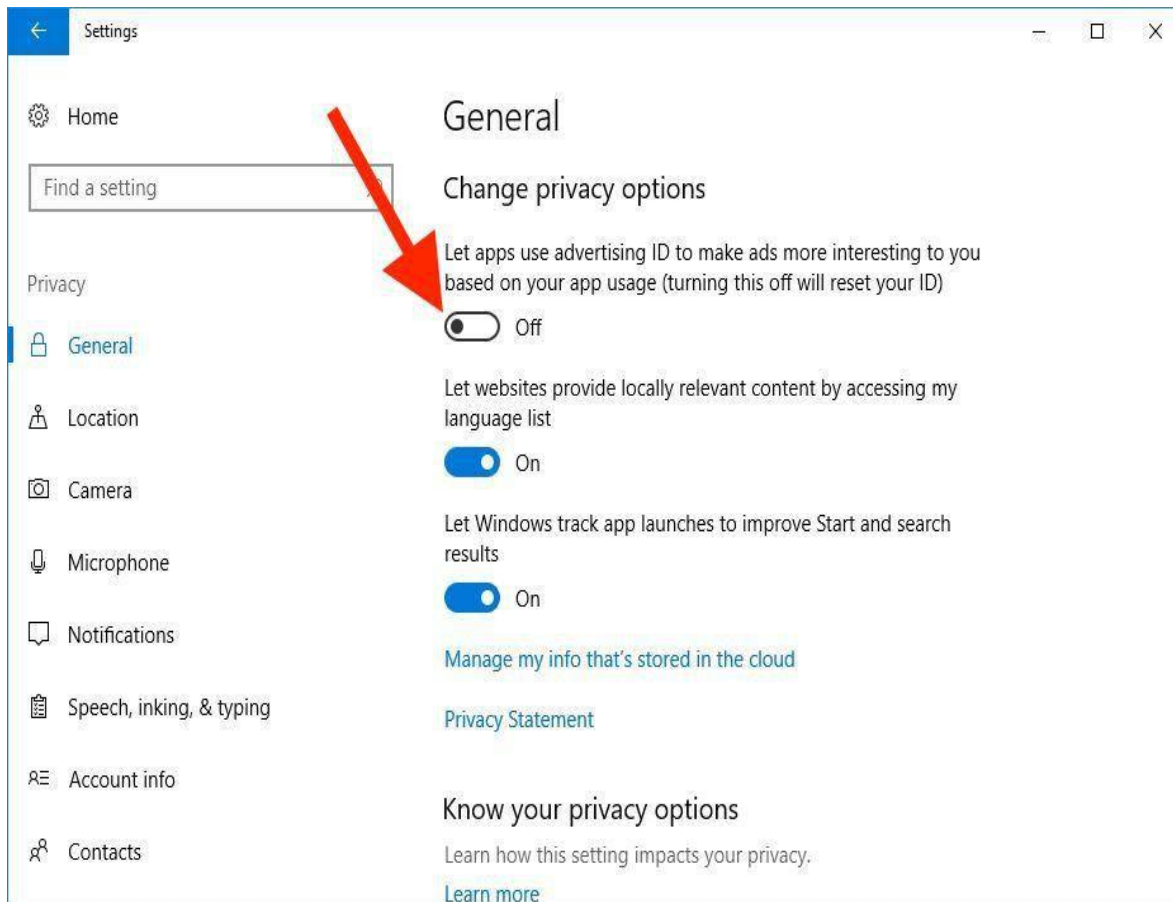 Settings
Home
Find a setting
Privacy
General
Location
Camera
Microphone
Notifications
Speech, inking, & typing
Account info
Contacts
General
Change privacy options
Let apps use advertising ID to make ads more interesting to you
based on your app usage (turning this off will reset your ID)
Off
Let websites provide locally relevant content by accessing my
language list
On
Let Windows track app launches to improve Start and search
results
On
Manage my info that's stored in the cloud
Privacy Statement
Know your privacy options
Learn how this setting impacts your privacy.
Learn more